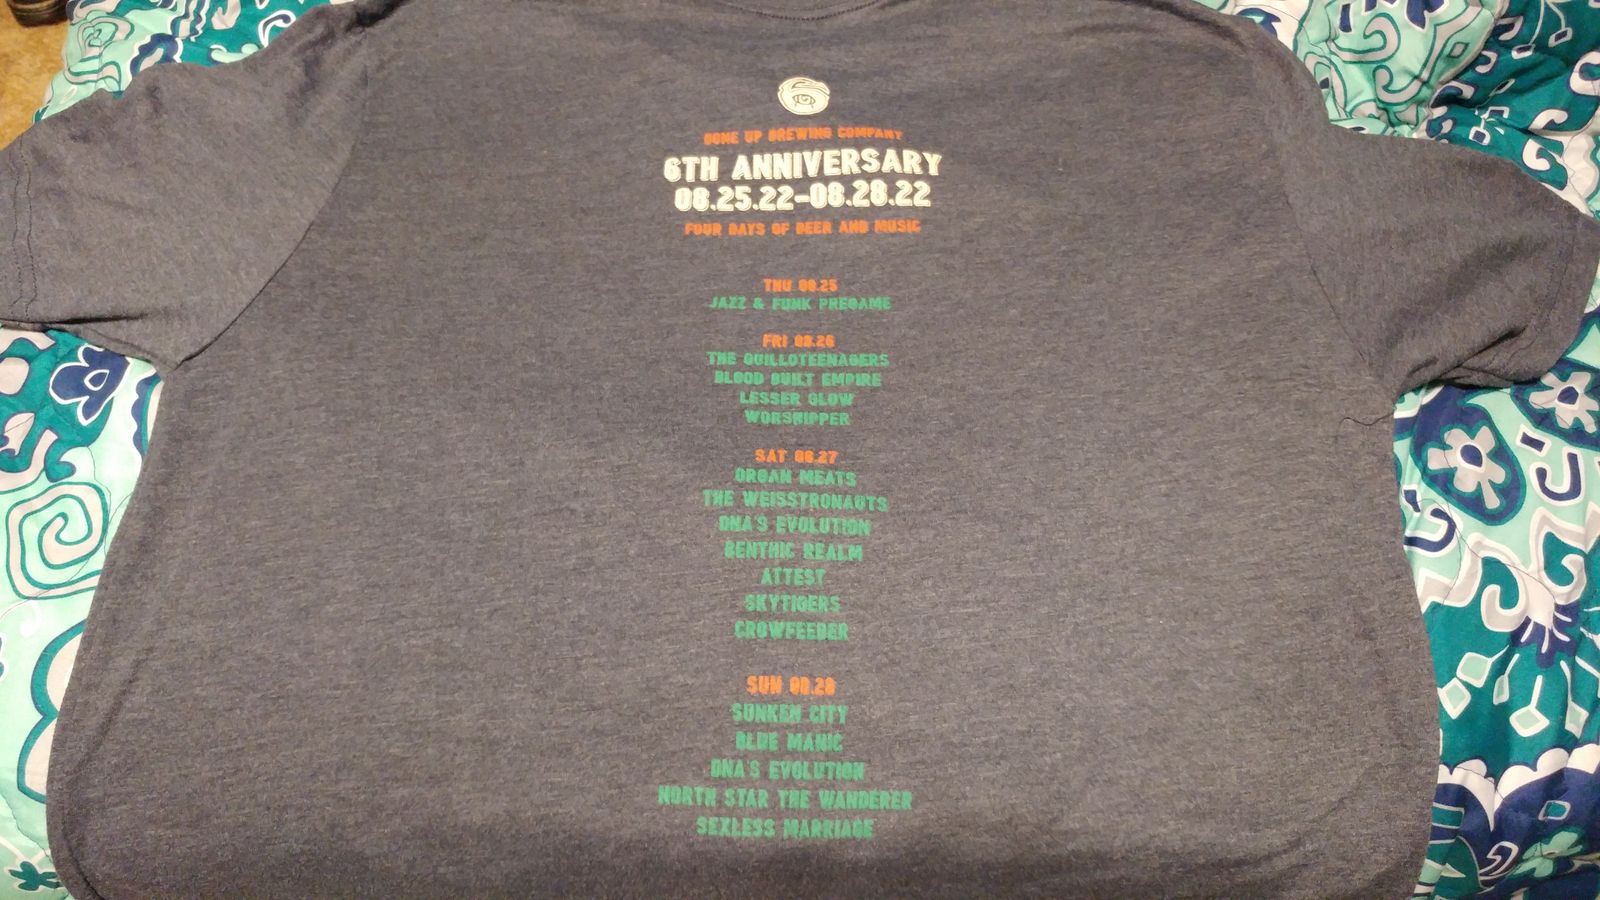 BONE UP BREWING COMPANY
6TH ANNIVERSARY
08.25.22-08.28.22
FOUR DAYS OF BEER AND MUSIC
THU 08.25
JAZZ & FUNK PREGAME
FRI 08.26
THE GUILLOTEENAGERS
BLOOD BUILT EMPIRE
LESSER GLOW
WORSHIPPER
SAT 08.27
ORGAN MEATS
THE WEISSTRONAUTS
DNA'S EVOLUTION
BENTHIC REALM
ATTEST
SKYTIGERS
CROWFEEDER
SUN 08.28
SUNKEN CITY
BLUE MANIC
DNA'S EVOLUTION
NORTH STAR THE WANDERER
SEXLESS MARRIAGE